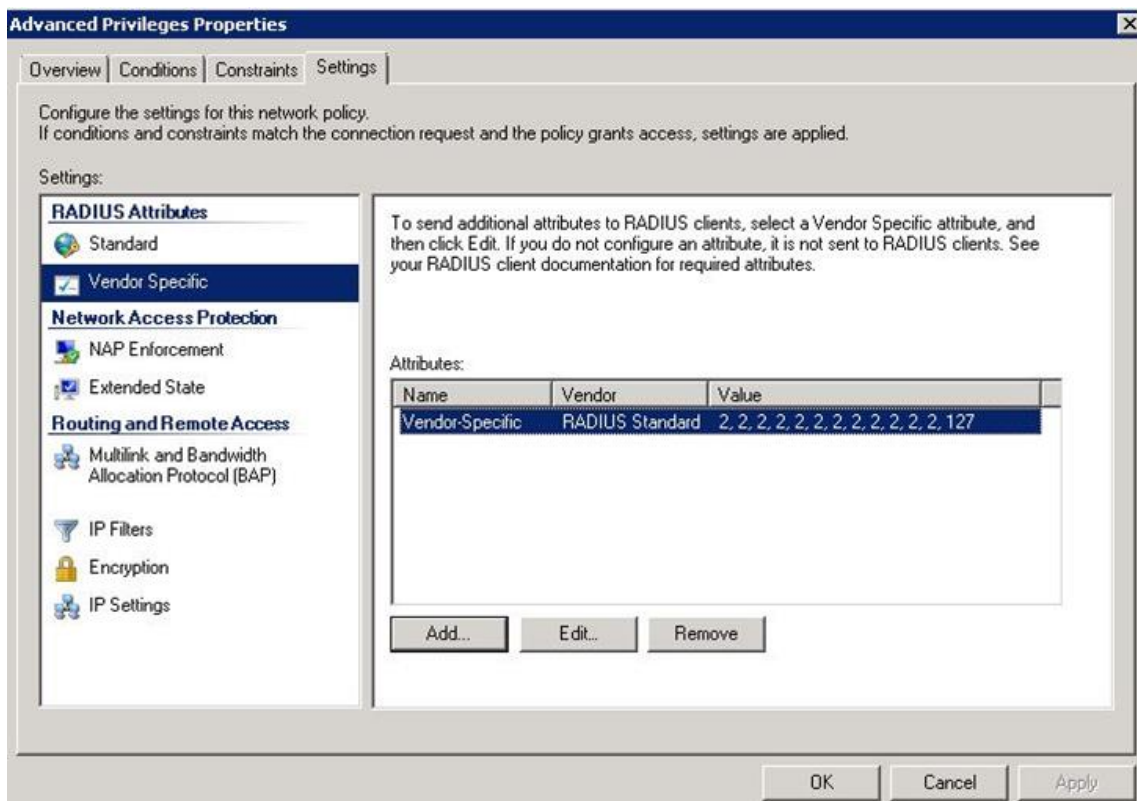 Advanced Privileges Properties
Overview
Conditions
Constraints
Settings
Configure the settings for this network policy.
If conditions and constraints match the connection request and the policy grants access, settings are applied.
Settings:
RADIUS Attributes
Standard
Vendor Specific
Network Access Protection
NAP Enforcement
Extended State
Routing and Remote Access
Multilink and Bandwidth
Allocation Protocol (BAP)
IP Filters
Encryption
IP Settings
To send additional attributes to RADIUS clients, select a Vendor Specific attribute, and
then click Edit. If you do not configure an attribute, it is not sent to RADIUS clients. See
your RADIUS client documentation for required attributes.
Attributes:
Name Vendor Value
Vendor-Specific RADIUS Standard 2, 2, 2, 2, 2, 2, 2, 2, 2, 2, 2, 2, 127
Add...
Edit...
Remove
OK
Cancel
Apply